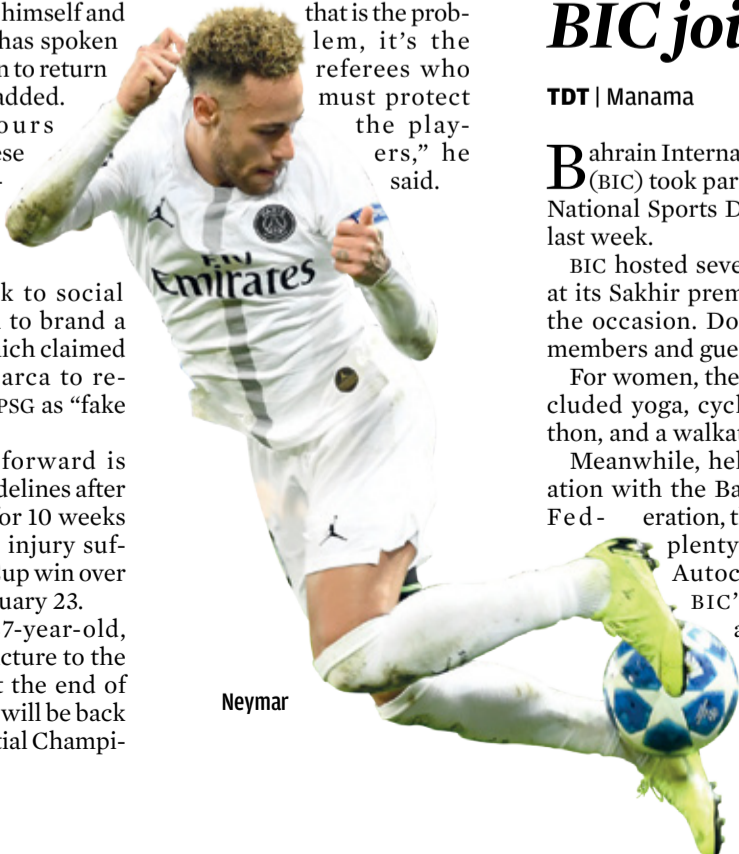 himself and
has spoken
n to return
added.
ours
ese
-
k to social
to brand a
ich claimed
arca to re-
PSG as “fake
forward is
delines after
for 10 weeks
injury suf-
up win over
uary 23.
7-year-old,
cture to the
t the end of
will be back
tial Champi-
that is the prob-
lem, it’s the
referees who
must protect
the play-
ers,” he
said.
Fly
Emirates
Neymar
BIC joi
TDT | Manama
Bahrain Interna
(BIC) took par
National Sports D
last week.
BIC hosted seve
at its Sakhir prem
the occasion. Do
members and gue
For women, the
cluded yoga, cycl
thon, and a walkat
Meanwhile, hel
ation with the Ba
Fed- eration, t
plenty
Autoc
BIC’
a